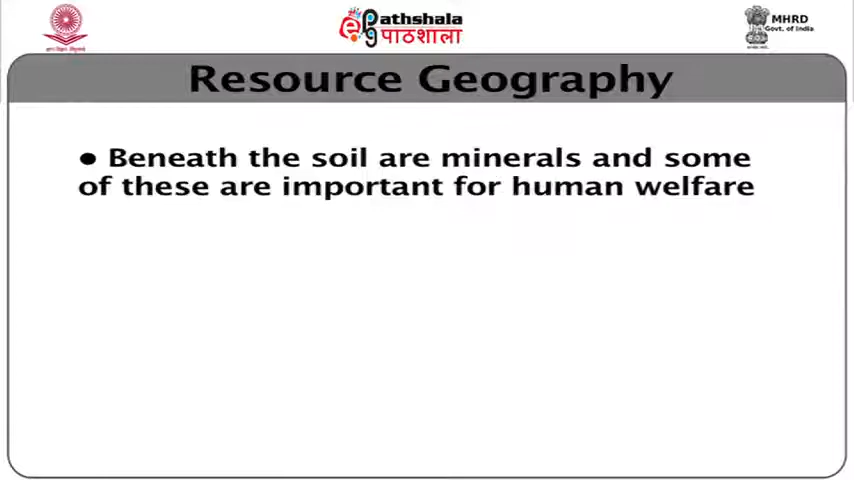 ePathshala
पाठशाला
MHRD
Govt. of India
Resource Geography
● Beneath the soil are minerals and some
of these are important for human welfare